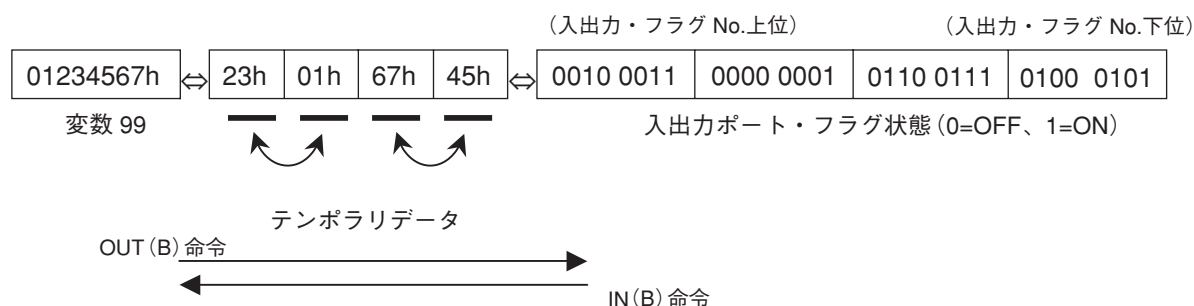 （入出力・フラグ No.上位） （入出力・フラグ No.下位）
01234567h ⇔ 23h 01h 67h 45h ⇔ 0010 0011 0000 0001 0110 0111 0100 0101
変数 99 入出力ポート・フラグ状態（0=OFF、1=ON）
テンポラリデータ
OUT（B）命令
IN（B）命令